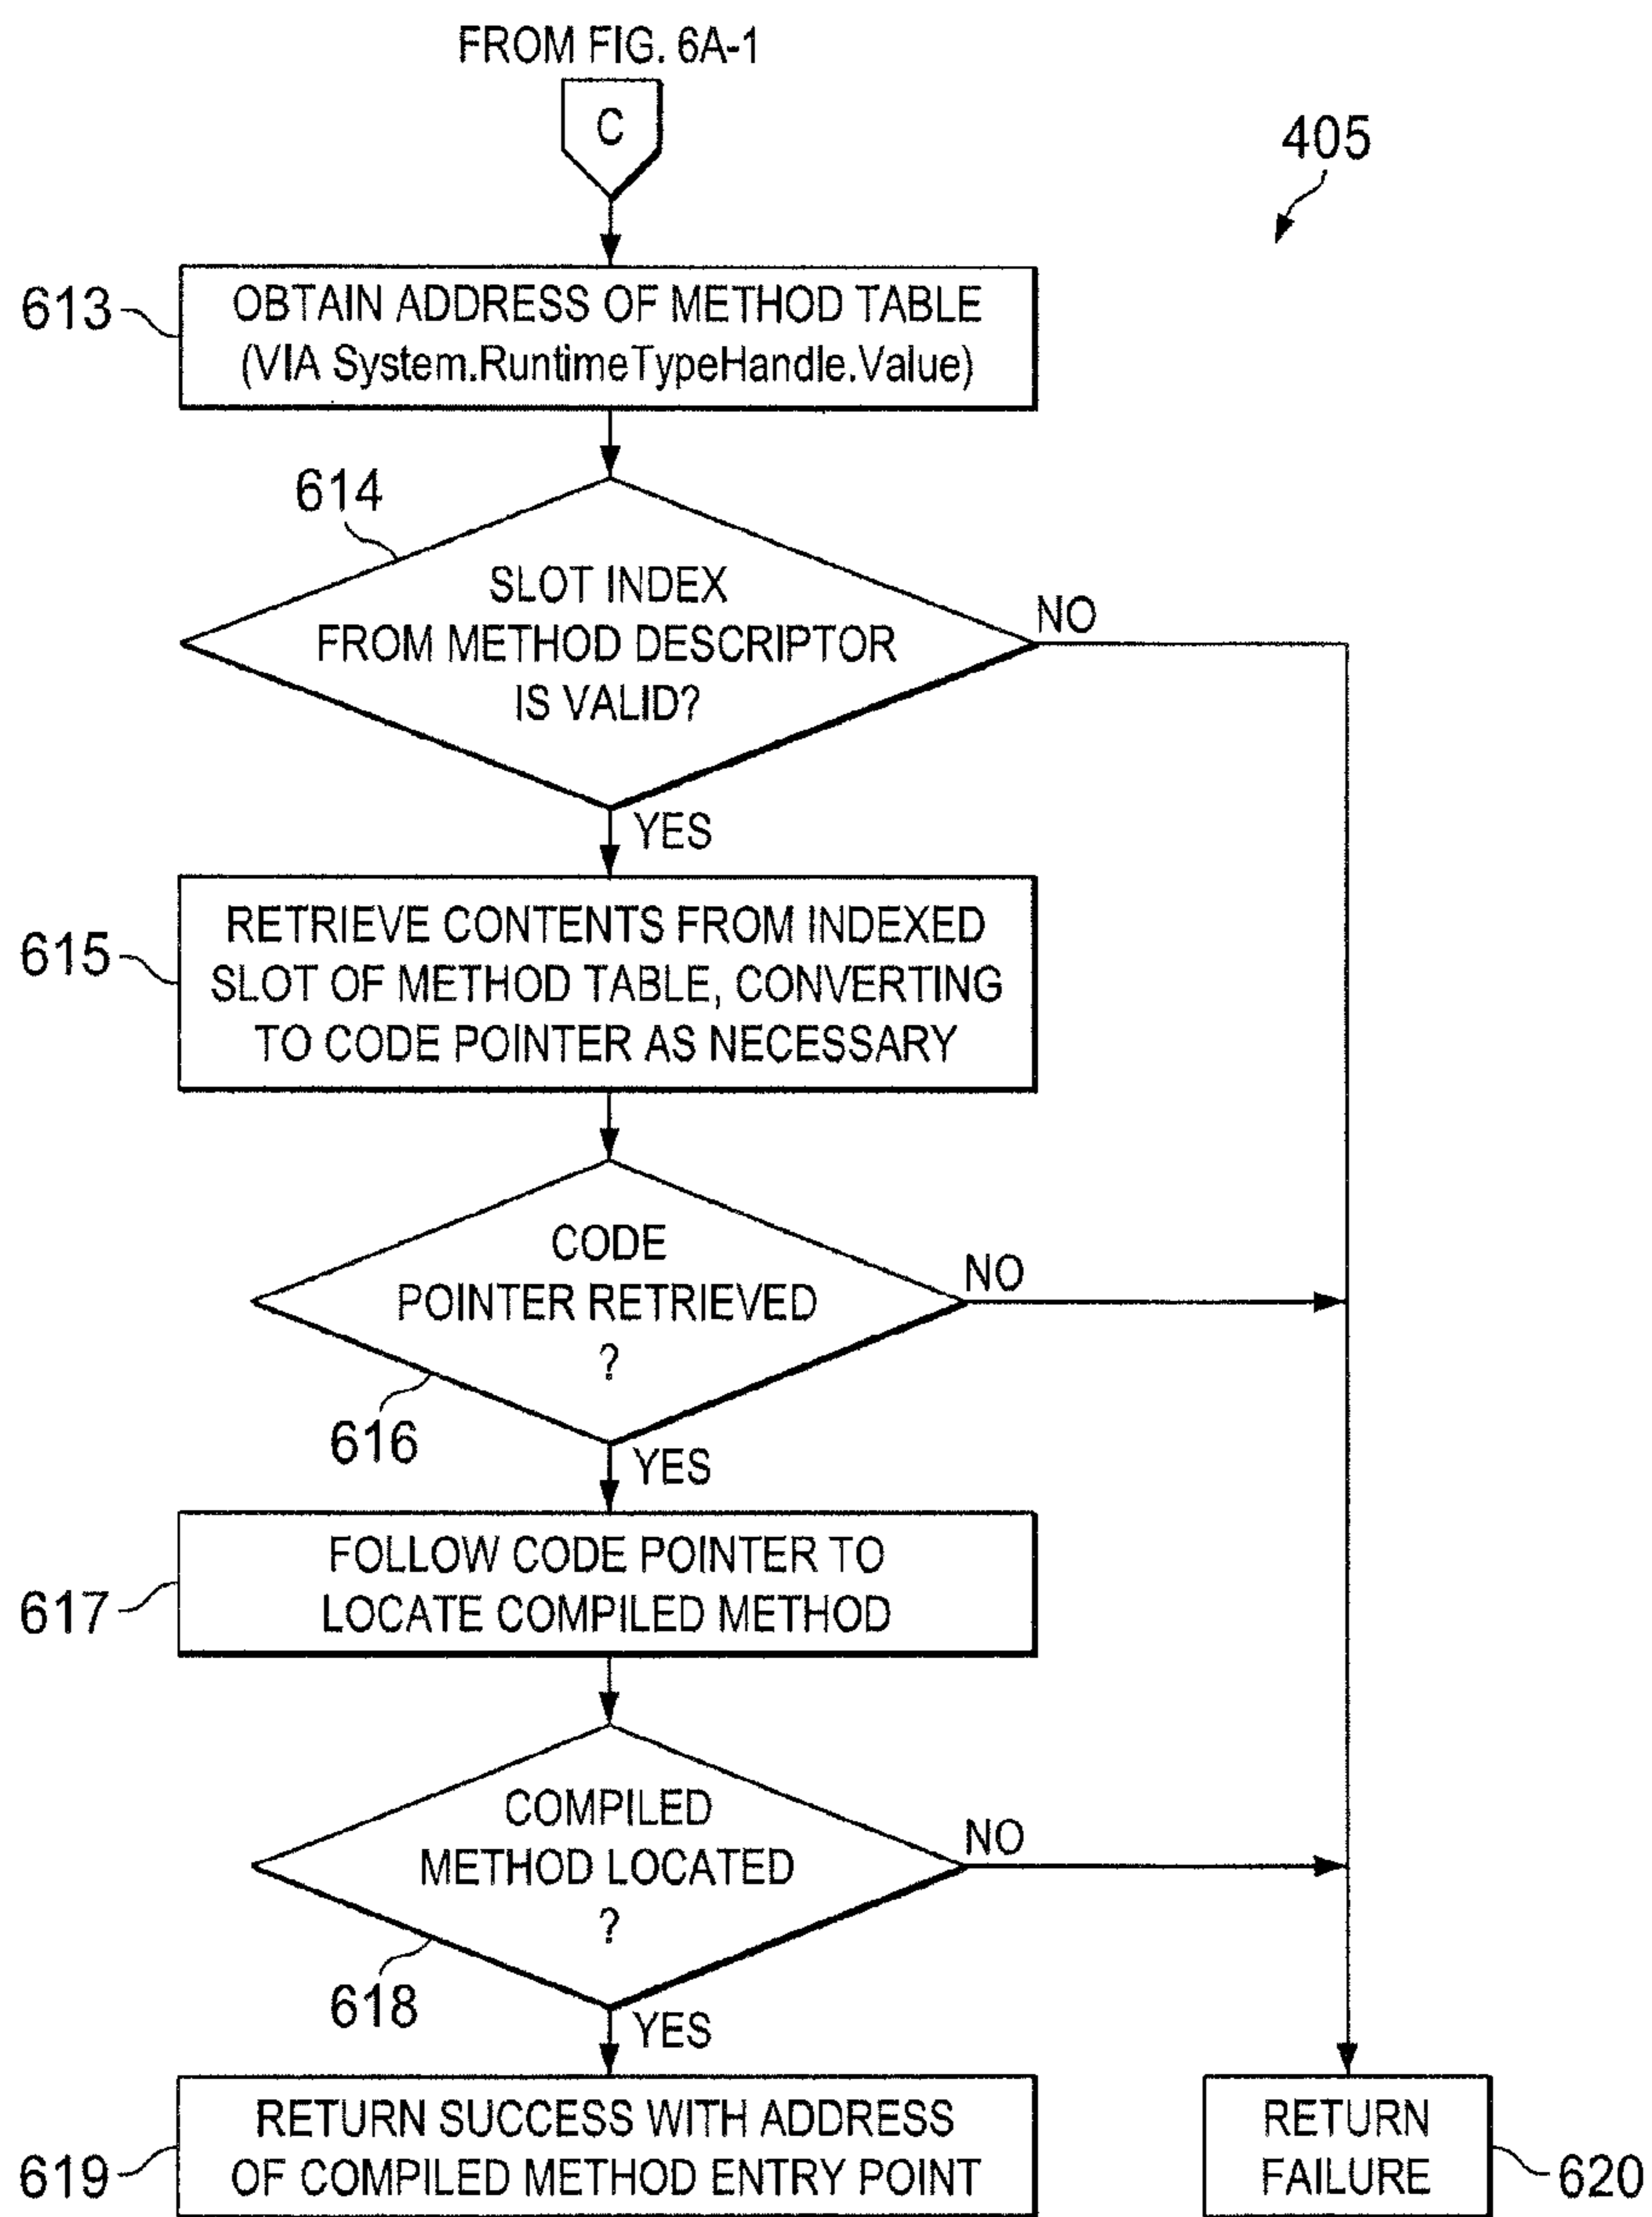 FROM FIG. 6A-1
C
405
613
OBTAIN ADDRESS OF METHOD TABLE
(VIA System.RuntimeTypeHandle.Value)
614
SLOT INDEX
FROM METHOD DESCRIPTOR
IS VALID?
NO
YES
615
RETRIEVE CONTENTS FROM INDEXED
SLOT OF METHOD TABLE, CONVERTING
TO CODE POINTER AS NECESSARY
CODE
POINTER RETRIEVED
?
NO
616
YES
617
FOLLOW CODE POINTER TO
LOCATE COMPILED METHOD
COMPILED
METHOD LOCATED
?
NO
618
YES
619
RETURN SUCCESS WITH ADDRESS
OF COMPILED METHOD ENTRY POINT
RETURN
FAILURE
620